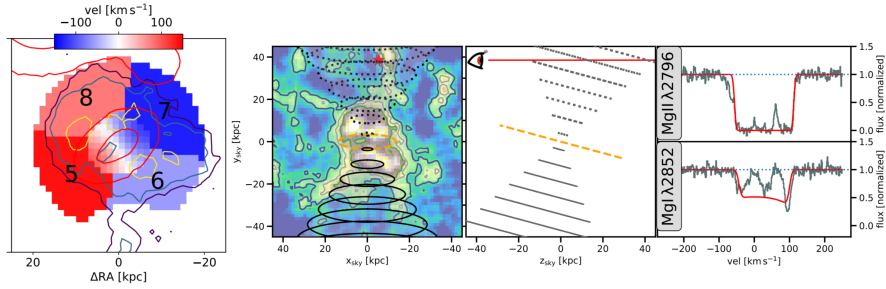 vel [km s⁻¹]
−100 0 100
8
7
5
6
20 0 −20
ΔRA [kpc]
40
20
0
−20
−40
y_sky [kpc]
−40 −20 0 20 40
x_sky [kpc]
−40 −20 0 20 40
z_sky [kpc]
MgII λ2796
1.5
1.0
0.5
0.0
flux [normalized]
MgI λ2852
1.5
1.0
0.5
0.0
flux [normalized]
−200 −100 0 100 200
vel [km s⁻¹]